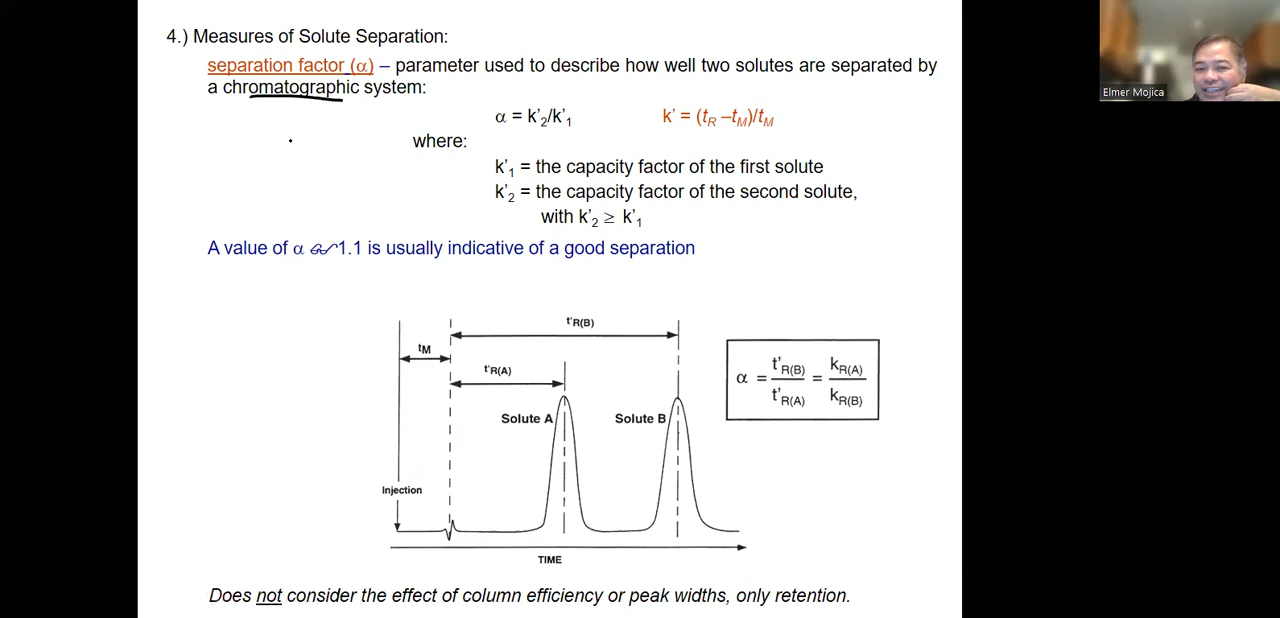 4.) Measures of Solute Separation:
separation factor (α) – parameter used to describe how well two solutes are separated by
a chromatographic system:
α = k'₂/k'₁ k' = (tR –tM)/tM
where:
k'₁ = the capacity factor of the first solute
k'₂ = the capacity factor of the second solute,
with k'₂ ≥ k'₁
A value of α 1.1 is usually indicative of a good separation
t'R(B)
tM
t'R(A)
Solute A
Solute B
Injection
TIME
α = t'R(B)/t'R(A) = kR(A)/kR(B)
Does not consider the effect of column efficiency or peak widths, only retention.
Elmer Mojica